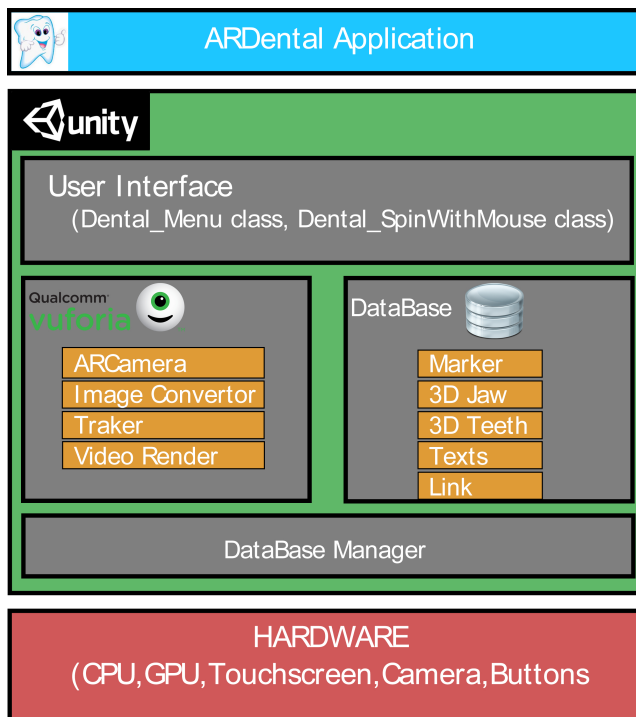 ARDental Application
unity
User Interface
(Dental_Menu class, Dental_SpinWithMouse class)
Qualcomm
vuforia
ARCamera
Image Convertor
Traker
Video Render
DataBase
Marker
3D Jaw
3D Teeth
Texts
Link
DataBase Manager
HARDWARE
(CPU,GPU,Touchscreen,Camera,Buttons